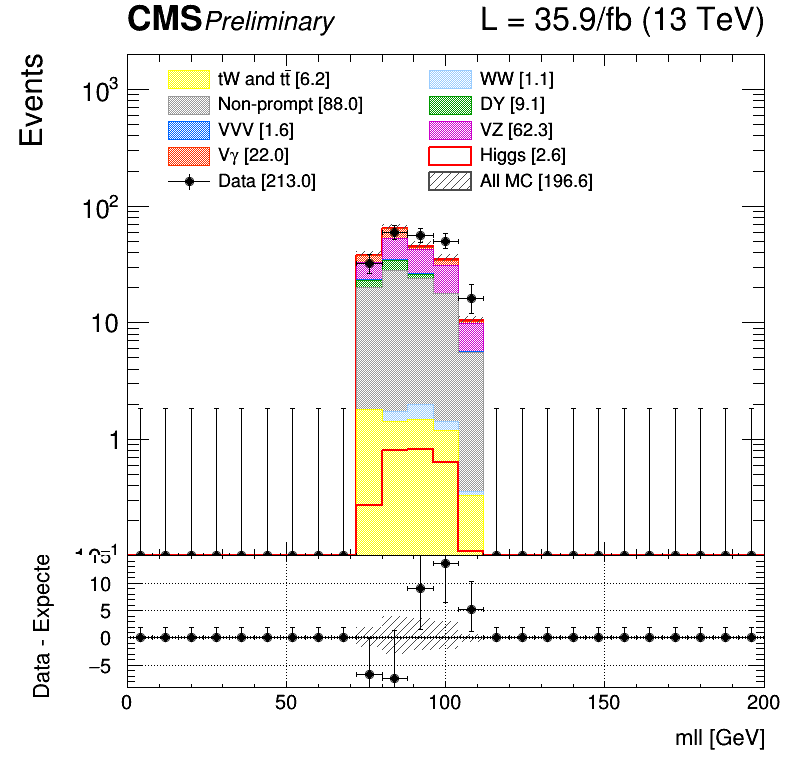 CMS Preliminary L = 35.9/fb (13 TeV)
Events
10³
10²
10
1
tW and tt̄ [6.2]
WW [1.1]
Non-prompt [88.0]
DY [9.1]
VVV [1.6]
VZ [62.3]
Vγ [22.0]
Higgs [2.6]
Data [213.0]
All MC [196.6]
Data - Expecte
10
5
0
−5
0 50 100 150 200
mll [GeV]